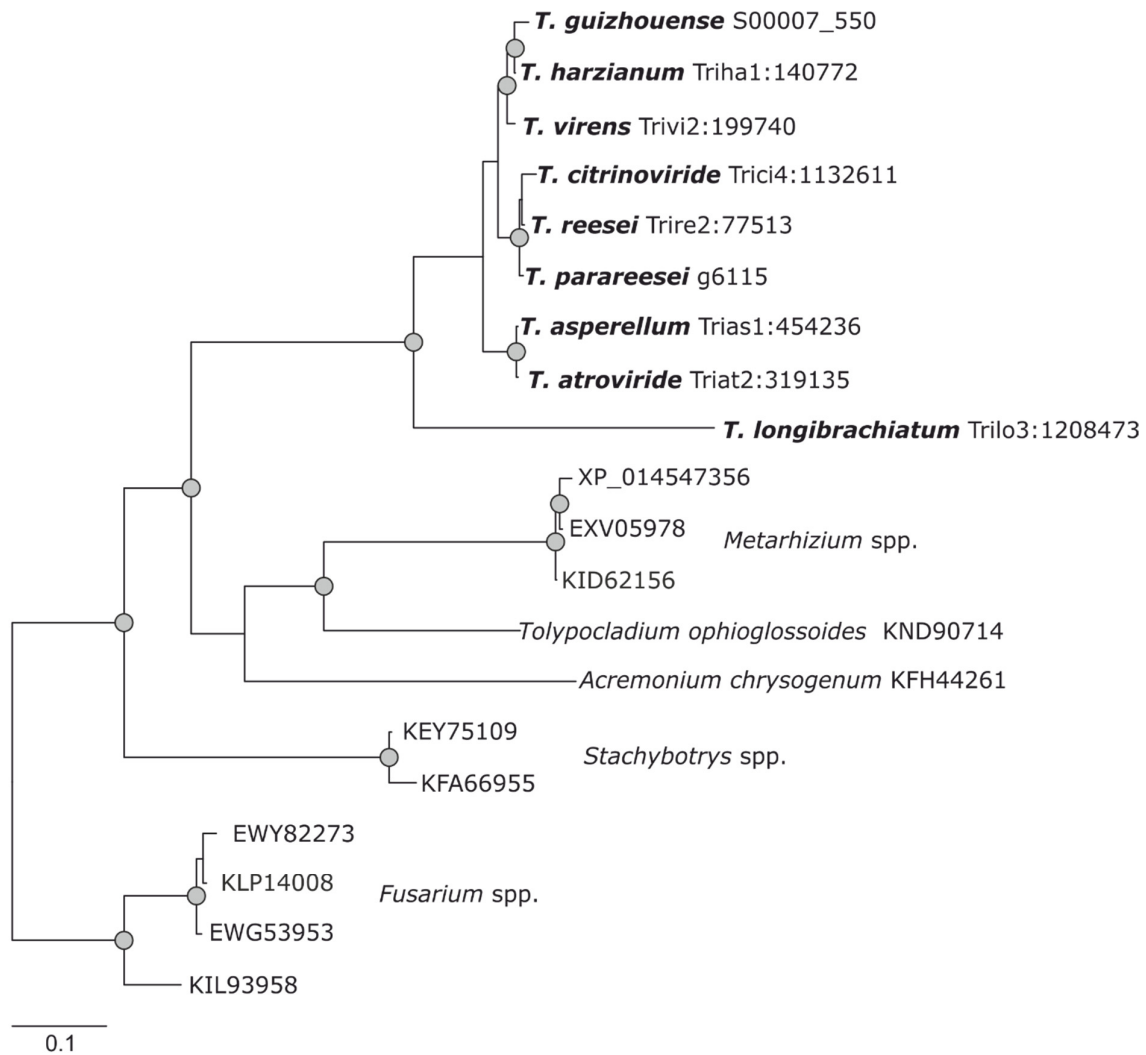 T. guizhouense S00007_550
T. harzianum Triha1:140772
T. virens Trivi2:199740
T. citrinoviride Trici4:1132611
T. reesei Trire2:77513
T. parareesei g6115
T. asperellum Trias1:454236
T. atroviride Triat2:319135
T. longibrachiatum Trilo3:1208473
XP_014547356
EXV05978
Metarhizium spp.
KID62156
Tolypocladium ophioglossoides KND90714
Acremonium chrysogenum KFH44261
KEY75109
Stachybotrys spp.
KFA66955
EWY82273
KLP14008
Fusarium spp.
EWG53953
KIL93958
0.1